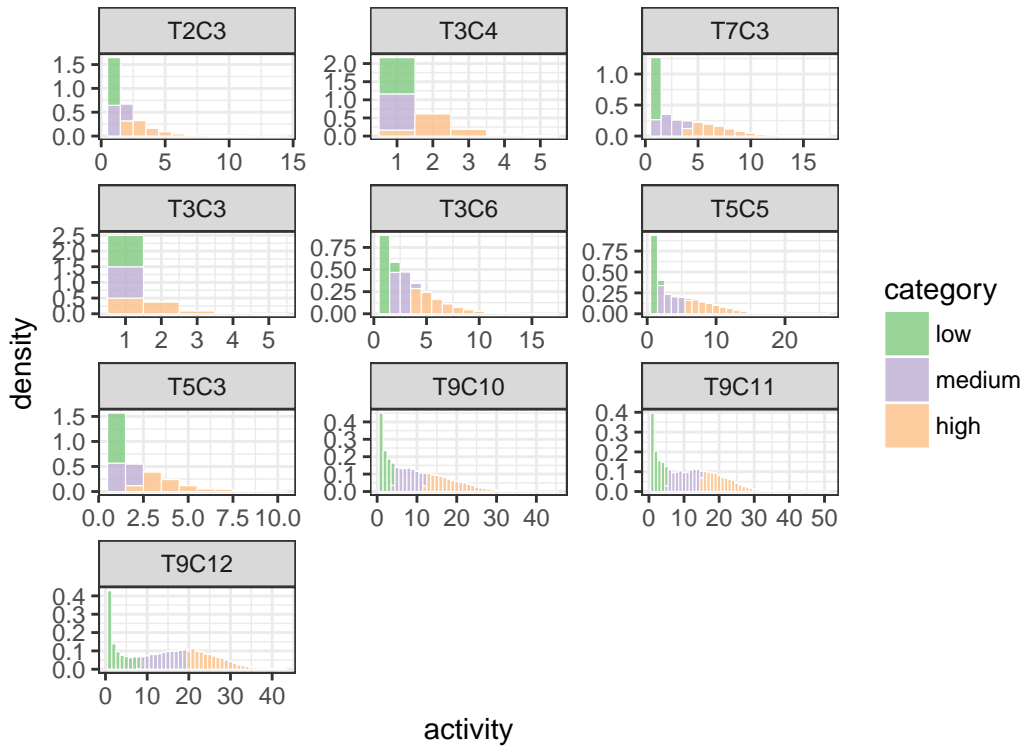 T2C3 T3C4 T7C3
1.5
1.0
0.5
0.0
0 5 10 15
2.0
1.5
1.0
0.5
0.0
1 2 3 4 5
1.0
0.5
0.0
0 5 10 15
T3C3 T3C6 T5C5
2.5
2.0
1.5
1.0
0.5
0.0
1 2 3 4 5
0.75
0.50
0.25
0.00
0 5 10 15
0.75
0.50
0.25
0.00
0 10 20
T5C3 T9C10 T9C11
1.5
1.0
0.5
0.0
0.0 2.5 5.0 7.5 10.0
0.4
0.3
0.2
0.1
0.0
0 10 20 30 40
0.4
0.3
0.2
0.1
0.0
0 10 20 30 40 50
T9C12
0.4
0.3
0.2
0.1
0.0
0 10 20 30 40
density
activity
category
low
medium
high